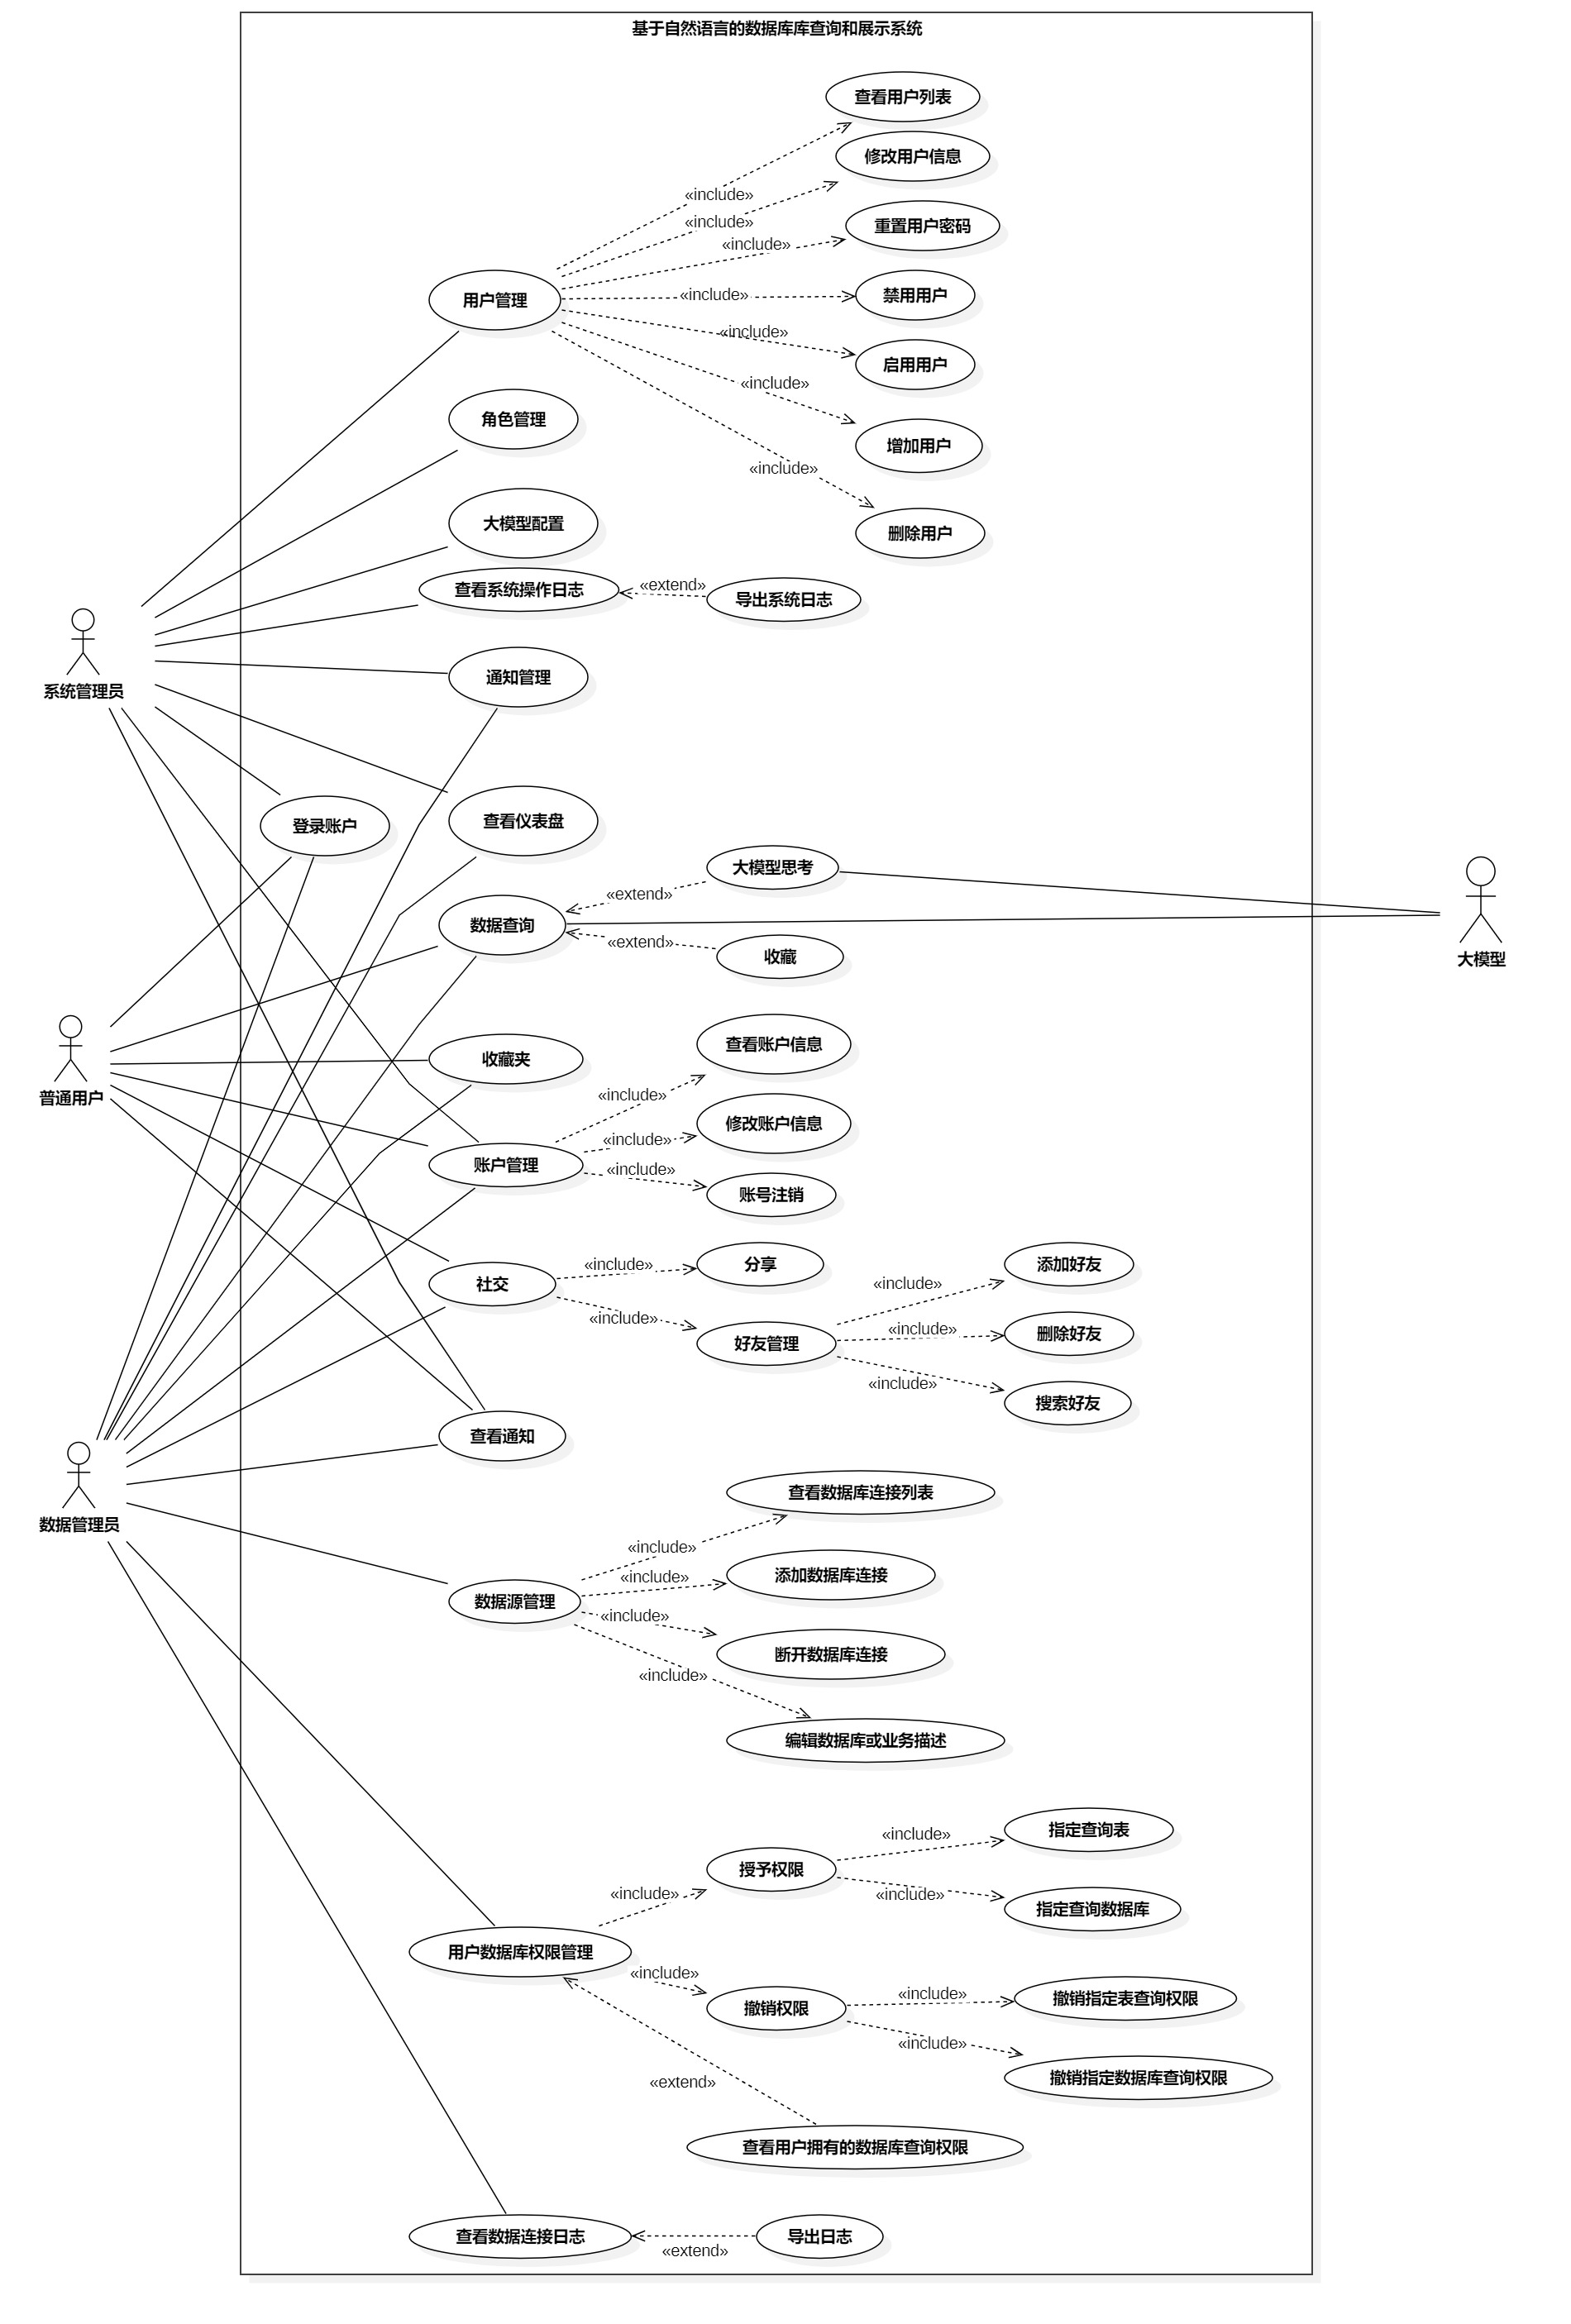 基于自然语言的数据库库查询和展示系统
查看用户列表
修改用户信息
«include»
«include»
重置用户密码
«include»
用户管理
«include»
禁用用户
«include»
启用用户
«include»
角色管理
增加用户
«include»
大模型配置
删除用户
查看系统操作日志
«extend»
导出系统日志
系统管理员
通知管理
登录账户
查看仪表盘
大模型思考
«extend»
数据查询
«extend»
收藏
大模型
查看账户信息
收藏夹
普通用户
«include»
修改账户信息
«include»
账户管理
«include»
账号注销
分享
«include»
添加好友
社交
«include»
«include»
好友管理
«include»
删除好友
«include»
搜索好友
查看通知
查看数据库连接列表
数据管理员
«include»
添加数据库连接
«include»
数据源管理
«include»
断开数据库连接
«include»
编辑数据库或业务描述
指定查询表
«include»
授予权限
«include»
«include»
指定查询数据库
用户数据库权限管理
«include»
撤销权限
«include»
撤销指定表查询权限
«include»
撤销指定数据库查询权限
«extend»
查看用户拥有的数据库查询权限
查看数据连接日志
«extend»
导出日志